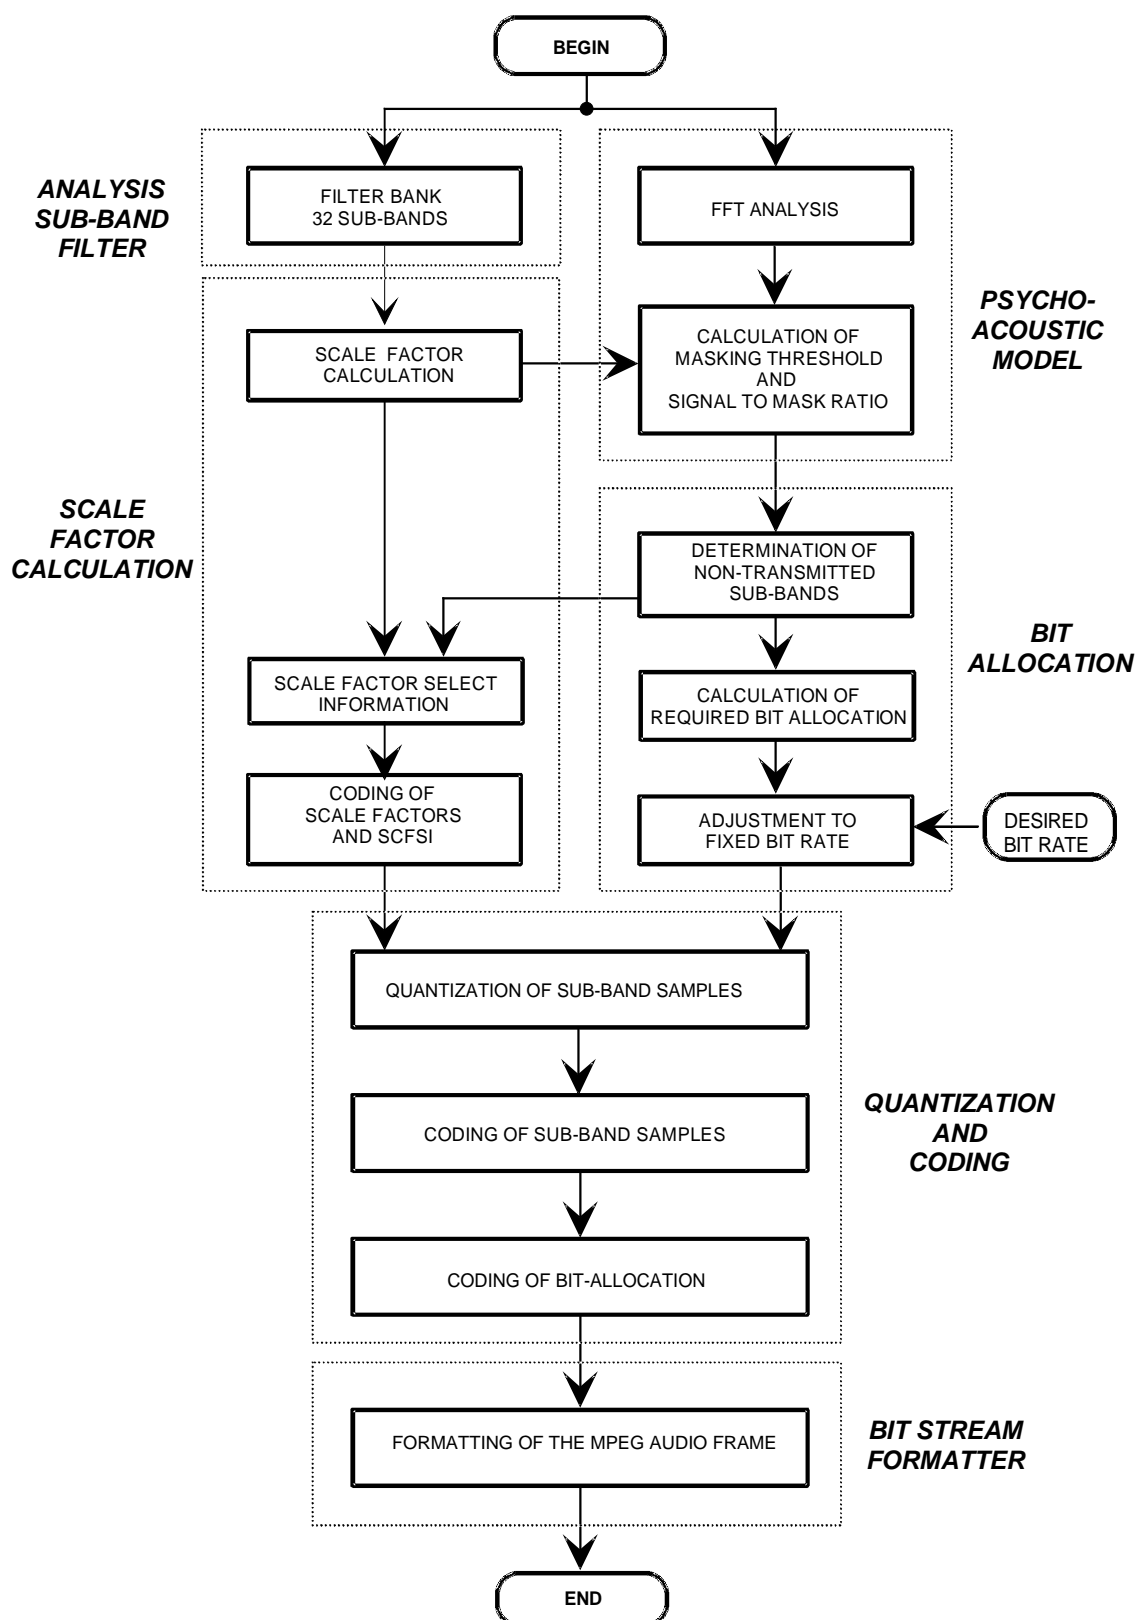 BEGIN
ANALYSIS
SUB-BAND
FILTER
FILTER BANK
32 SUB-BANDS
FFT ANALYSIS
PSYCHO-
ACOUSTIC
MODEL
SCALE FACTOR
CALCULATION
CALCULATION OF
MASKING THRESHOLD
AND
SIGNAL TO MASK RATIO
SCALE
FACTOR
CALCULATION
DETERMINATION OF
NON-TRANSMITTED
SUB-BANDS
BIT
ALLOCATION
SCALE FACTOR SELECT
INFORMATION
CALCULATION OF
REQUIRED BIT ALLOCATION
CODING OF
SCALE FACTORS
AND SCFSI
ADJUSTMENT TO
FIXED BIT RATE
DESIRED
BIT RATE
QUANTIZATION OF SUB-BAND SAMPLES
CODING OF SUB-BAND SAMPLES
QUANTIZATION
AND
CODING
CODING OF BIT-ALLOCATION
FORMATTING OF THE MPEG AUDIO FRAME
BIT STREAM
FORMATTER
END